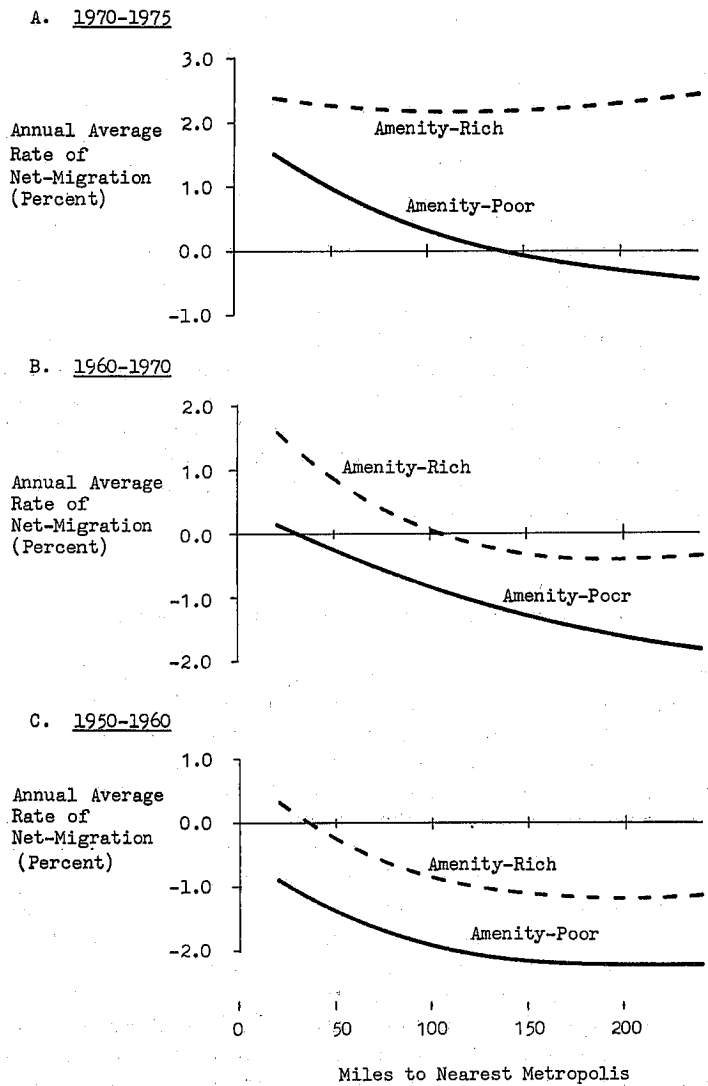 A. 1970-1975
3.0
Annual Average
Rate of
Net-Migration
(Percent)
2.0
Amenity-Rich
1.0
Amenity-Poor
0.0
-1.0
B. 1960-1970
2.0
Annual Average
Rate of
Net-Migration
(Percent)
1.0
Amenity-Rich
0.0
-1.0
Amenity-Poor
-2.0
C. 1950-1960
1.0
Annual Average
Rate of
Net-Migration
(Percent)
0.0
Amenity-Rich
-1.0
Amenity-Poor
-2.0
0 50 100 150 200
Miles to Nearest Metropolis